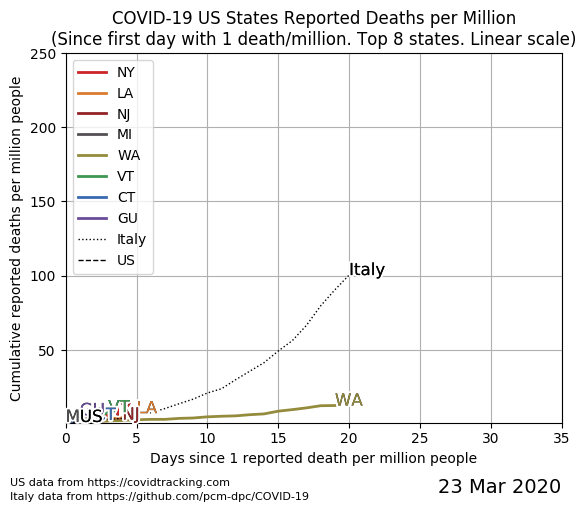 COVID-19 US States Reported Deaths per Million
(Since first day with 1 death/million. Top 8 states. Linear scale)
Cumulative reported deaths per million people
250
200
150
100
50
NY
LA
NJ
MI
WA
VT
CT
GU
Italy
US
Italy
WA
LA
VT
NJ
US
0
5
10
15
20
25
30
35
Days since 1 reported death per million people
US data from https://covidtracking.com
Italy data from https://github.com/pcm-dpc/COVID-19
23 Mar 2020